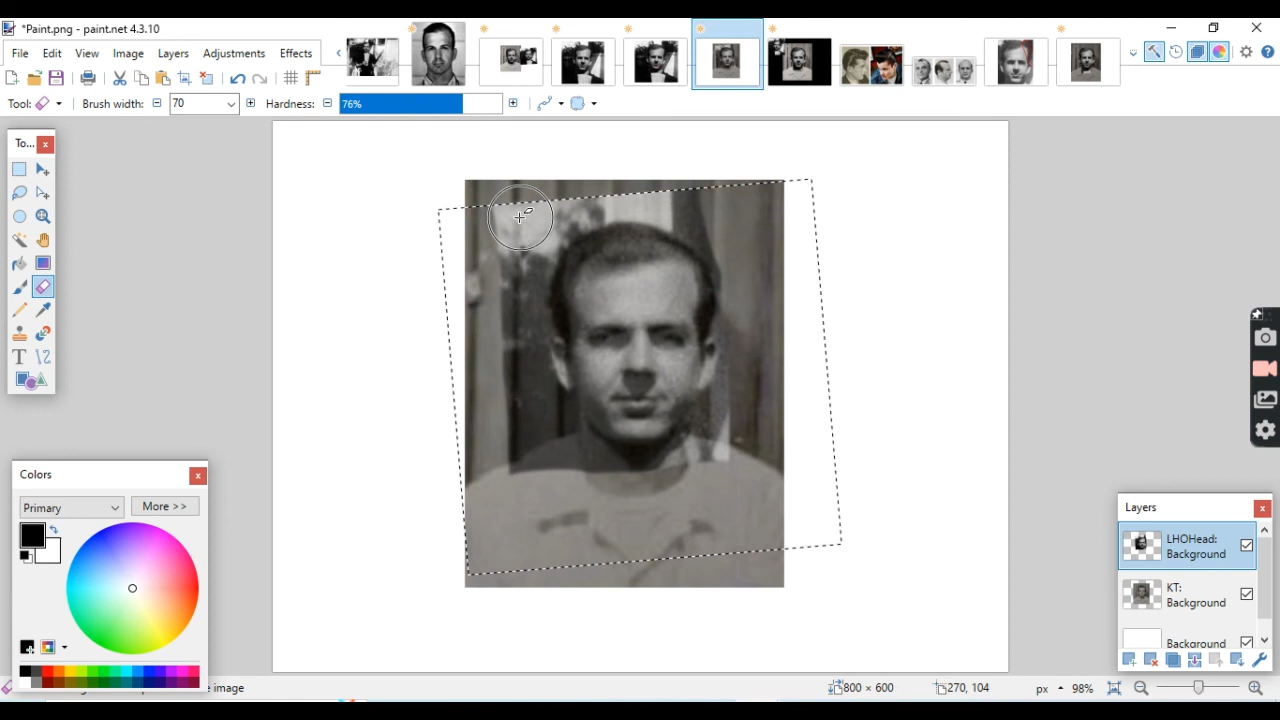 *Paint.png - paint.net 4.3.10
File Edit View Image Layers Adjustments Effects
Tool: Brush width: 70 Hardness: 76%
To...
Colors
Primary More >>
Layers
LHOHead:
Background
KT:
Background
Background
e image 800 × 600 270, 104 px 98%